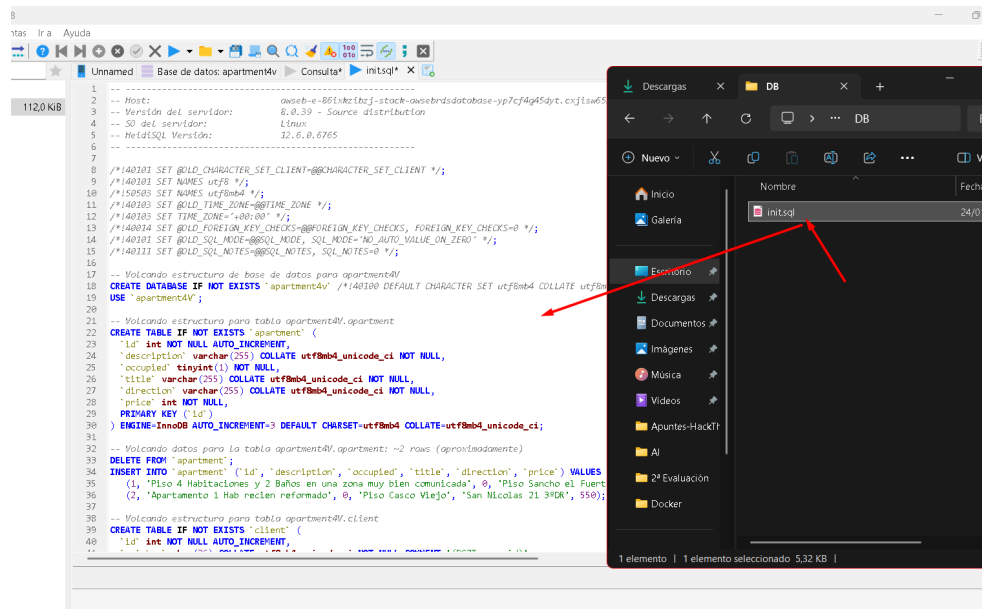 Ir a Ayuda
Unnamed Base de datos: apartment4v Consulta* init.sql*
112,0 KiB
1 -- --------------------------------------------------------
2 -- Host:
3 -- Versión del servidor: 8.0.39 - Source distribution
4 -- SO del servidor: Linux
5 -- HeidiSQL Versión: 12.6.0.6765
6 -- --------------------------------------------------------
7
8 /*!40101 SET @OLD_CHARACTER_SET_CLIENT=@@CHARACTER_SET_CLIENT */;
9 /*!40101 SET NAMES utf8 */;
10 /*!50503 SET NAMES utf8mb4 */;
11 /*!40103 SET @OLD_TIME_ZONE=@@TIME_ZONE */;
12 /*!40103 SET TIME_ZONE='+00:00' */;
13 /*!40014 SET @OLD_FOREIGN_KEY_CHECKS=@@FOREIGN_KEY_CHECKS, FOREIGN_KEY_CHECKS=0 */;
14 /*!40101 SET @OLD_SQL_MODE=@@SQL_MODE, SQL_MODE='NO_AUTO_VALUE_ON_ZERO' */;
15 /*!40111 SET @OLD_SQL_NOTES=@@SQL_NOTES, SQL_NOTES=0 */;
16
17 -- Volcando estructura de base de datos para apartment4V
18 CREATE DATABASE IF NOT EXISTS `apartment4v` /*!40100 DEFAULT CHARACTER SET utf8mb4 COLLATE
19 USE `apartment4V`;
20
21 -- Volcando estructura para tabla apartment4V.apartment
22 CREATE TABLE IF NOT EXISTS `apartment` (
23 `id` int NOT NULL AUTO_INCREMENT,
24 `description` varchar(255) COLLATE utf8mb4_unicode_ci NOT NULL,
25 `occupied` tinyint(1) NOT NULL,
26 `title` varchar(255) COLLATE utf8mb4_unicode_ci NOT NULL,
27 `direction` varchar(255) COLLATE utf8mb4_unicode_ci NOT NULL,
28 `price` int NOT NULL,
29 PRIMARY KEY (`id`)
30 ) ENGINE=InnoDB AUTO_INCREMENT=3 DEFAULT CHARSET=utf8mb4 COLLATE=utf8mb4_unicode_ci;
31
32 -- Volcando datos para la tabla apartment4V.apartment: ~2 rows (aproximadamente)
33 DELETE FROM `apartment`;
34 INSERT INTO `apartment` (`id`, `description`, `occupied`, `title`, `direction`, `price`) VALUES
35 (1, 'Piso 4 Habitaciones y 2 Baños en una zona muy bien comunicada', 0, 'Piso Sancho el Fuert
36 (2, 'Apartamento 1 Hab recien reformado', 0, 'Piso Casco Viejo', 'San Nicolas 21 3ºDR', 550);
37
38 -- Volcando estructura para tabla apartment4V.client
39 CREATE TABLE IF NOT EXISTS `client` (
40 `id` int NOT NULL AUTO_INCREMENT,
Descargas DB
DB
Nuevo
Nombre Fecha
init.sql 24/0
Inicio
Galería
Escritorio
Descargas
Documentos
Imágenes
Música
Vídeos
Apuntes-HackTh
AI
2ª Evaluación
Docker
1 elemento | 1 elemento seleccionado 5,32 KB |